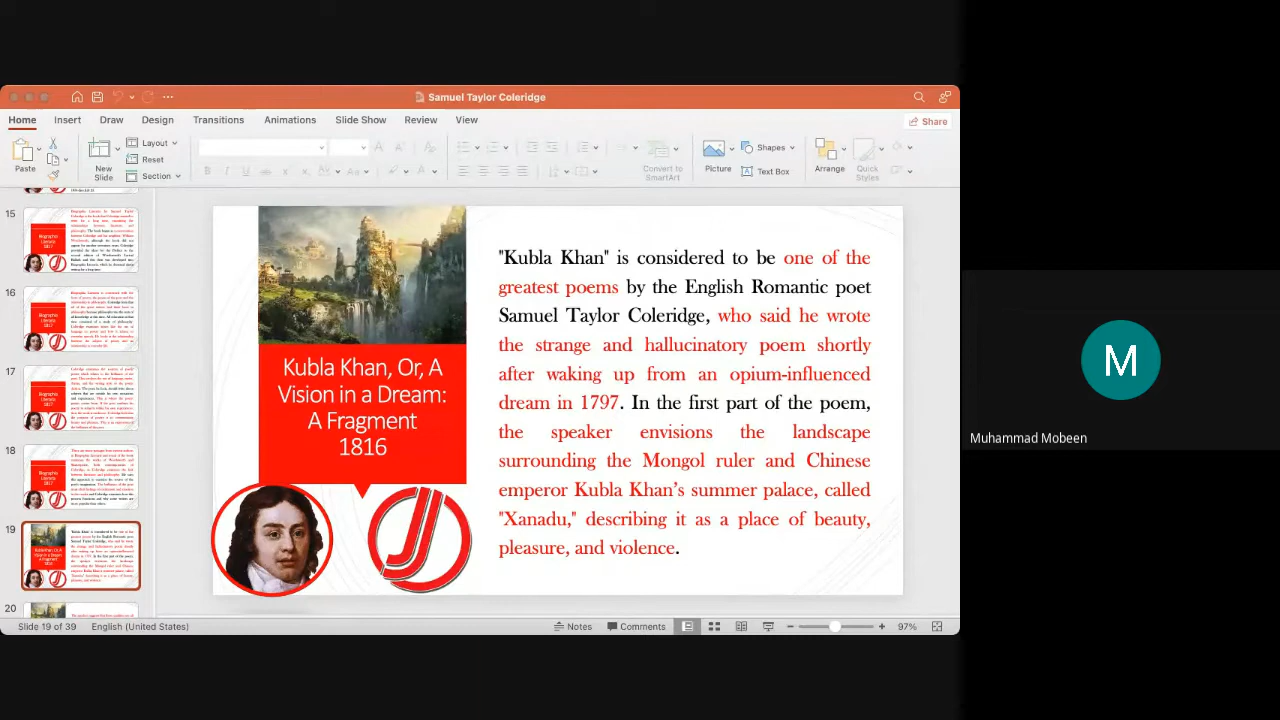 Samuel Taylor Coleridge
Home Insert Draw Design Transitions Animations Slide Show Review View Share
Paste
New Slide
Layout
Reset
Section
Convert to SmartArt
Picture
Shapes
Text Box
Arrange
Quick Styles
15
16
17
18
19
20
Kubla Khan, Or, A
Vision in a Dream:
A Fragment
1816
"Kubla Khan" is considered to be one of the
greatest poems by the English Romantic poet
Samuel Taylor Coleridge, who said he wrote
the strange and hallucinatory poem shortly
after waking up from an opium-influenced
dream in 1797. In the first part of the poem,
the speaker envisions the landscape
surrounding the Mongol ruler and Chinese
emperor Kubla Khan's summer palace, called
"Xanadu," describing it as a place of beauty,
pleasure, and violence.
M
Muhammad Mobeen
Slide 19 of 39 English (United States) Notes Comments 97%